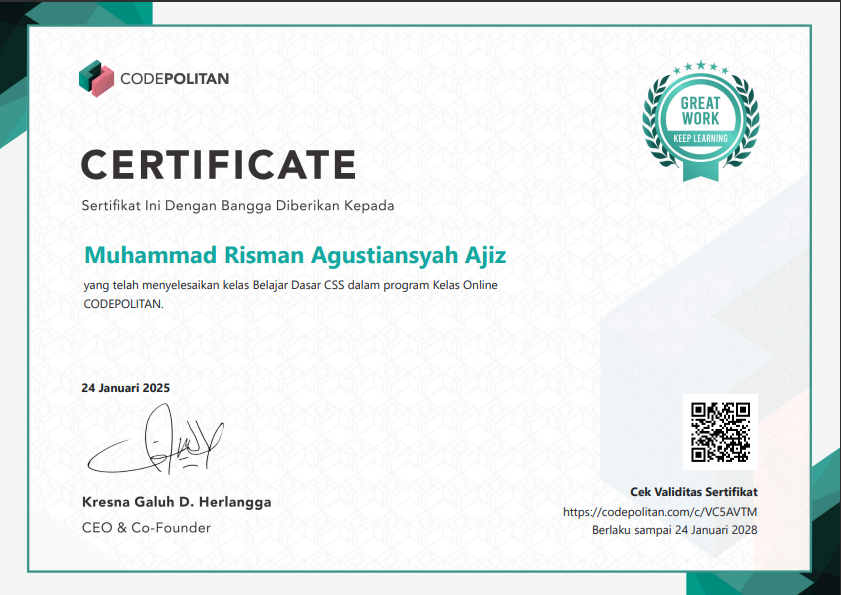 CODEPOLITAN
GREAT
WORK
KEEP LEARNING
CERTIFICATE
Sertifikat Ini Dengan Bangga Diberikan Kepada
Muhammad Risman Agustiansyah Ajiz
yang telah menyelesaikan kelas Belajar Dasar CSS dalam program Kelas Online
CODEPOLITAN.
24 Januari 2025
Kresna Galuh D. Herlangga
CEO & Co-Founder
Cek Validitas Sertifikat
https://codepolitan.com/c/VC5AVTM
Berlaku sampai 24 Januari 2028